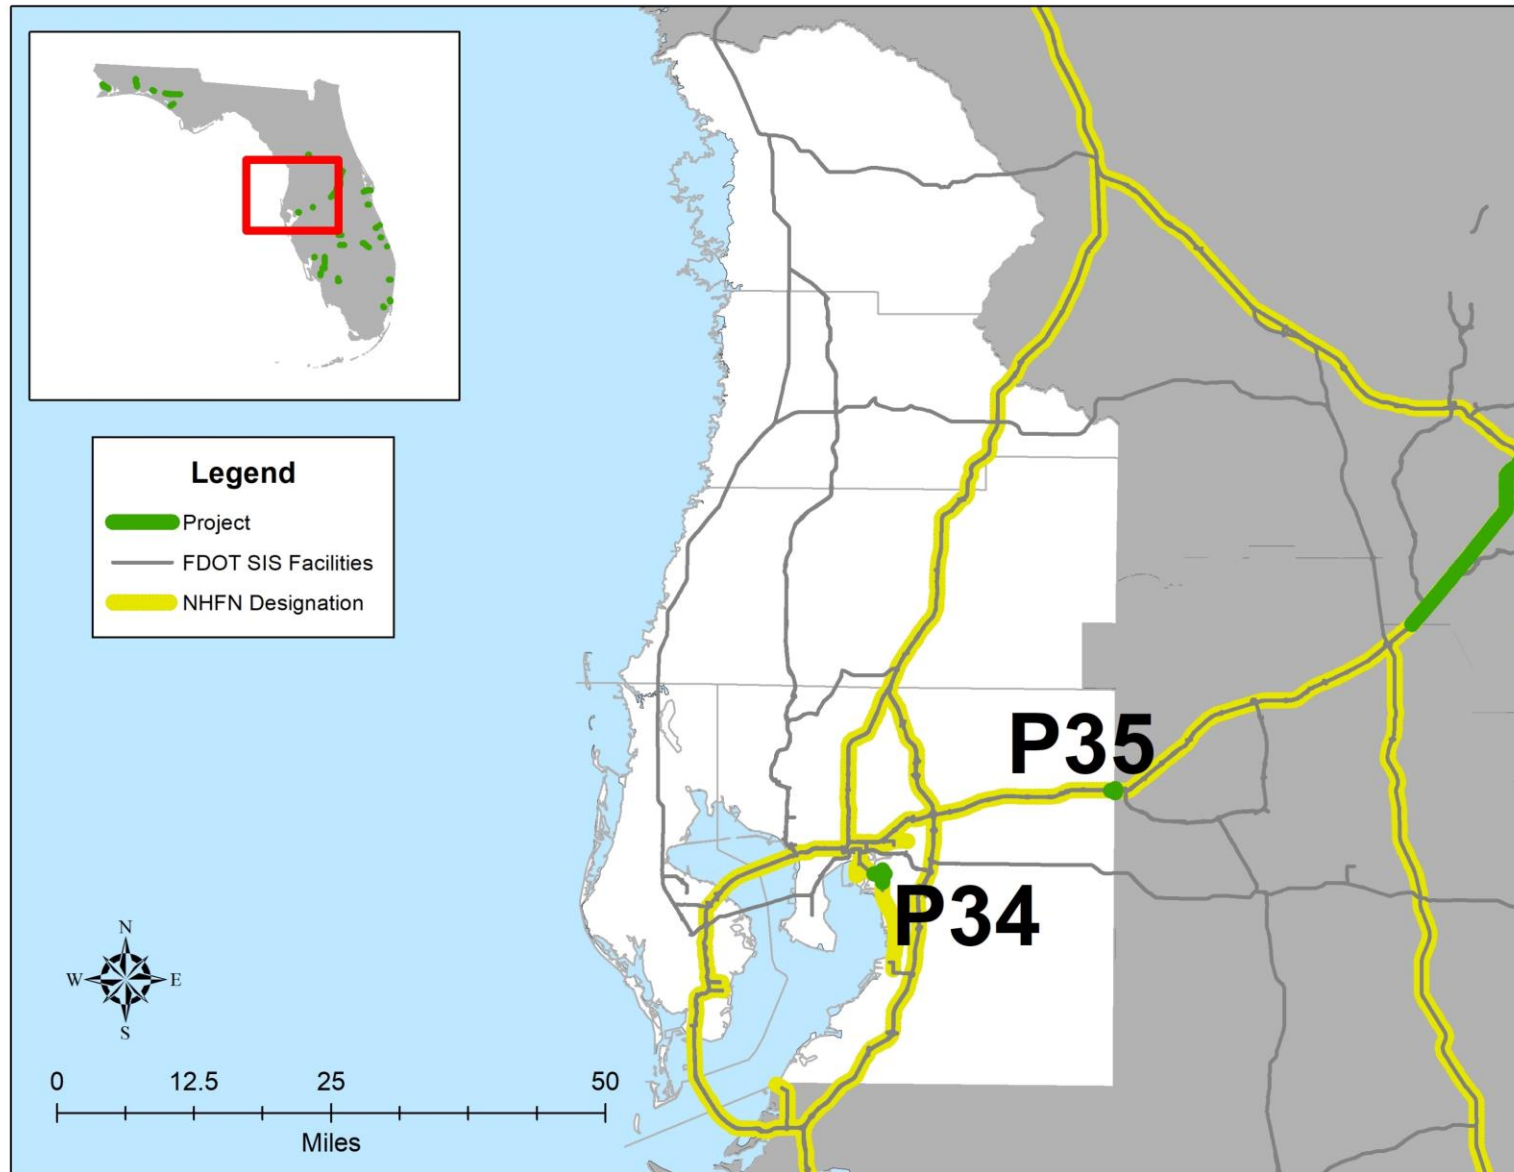 Legend
Project
FDOT SIS Facilities
NHFN Designation
P35
P34
N
W E
S
0 12.5 25 50
Miles